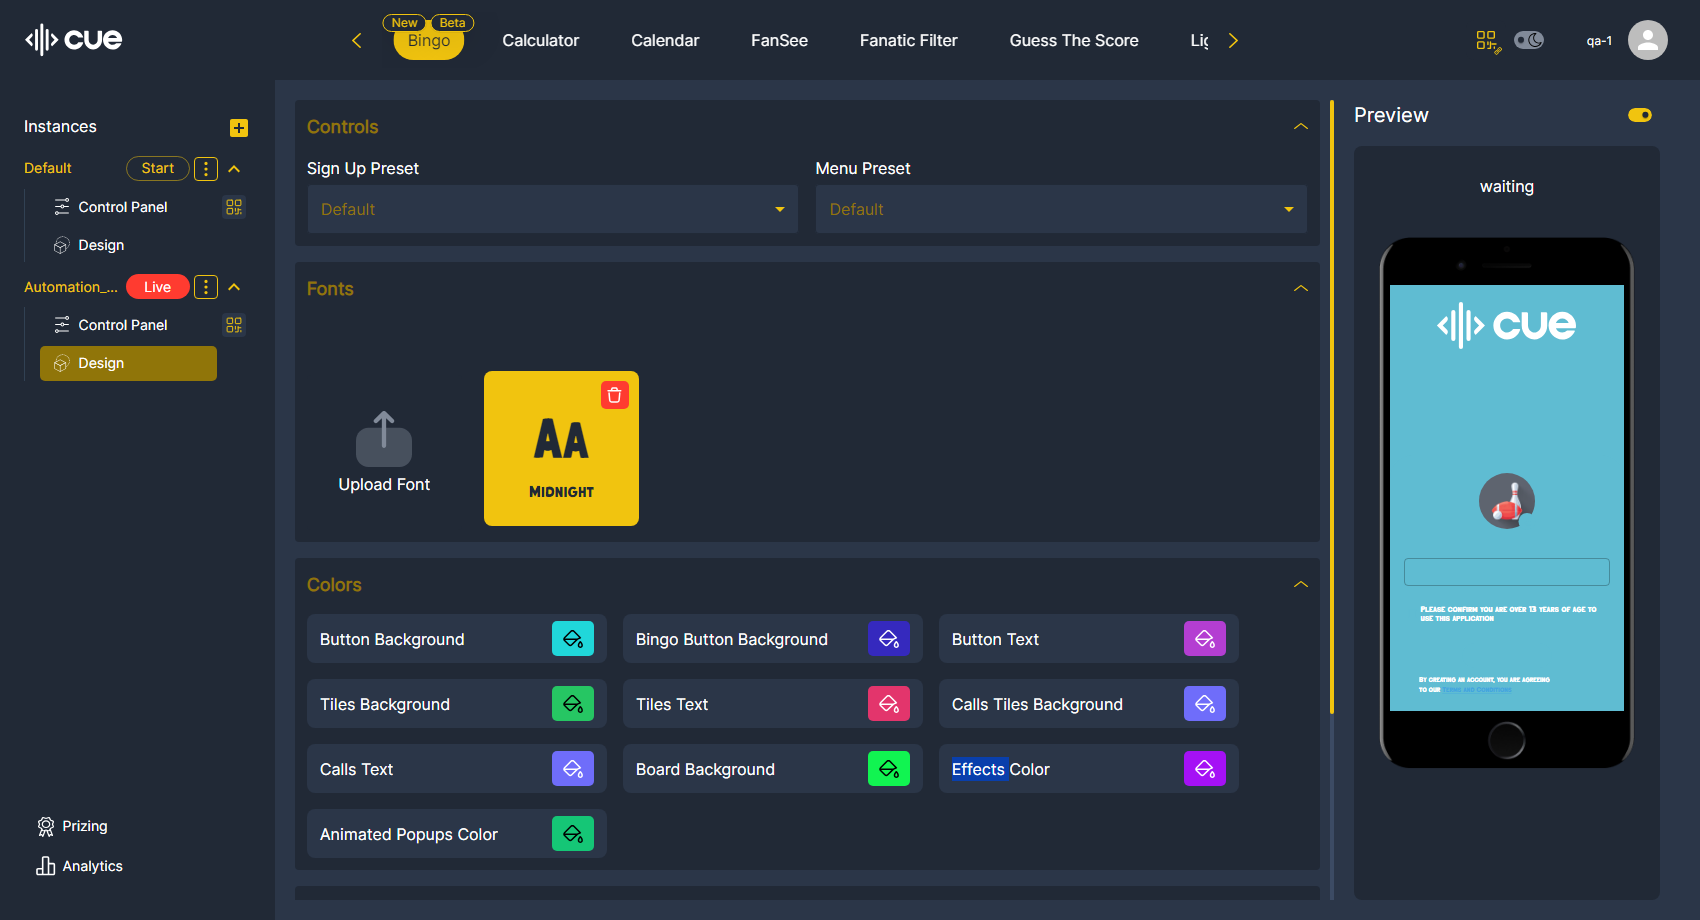 cue
New
Beta
Bingo
Calculator
Calendar
FanSee
Fanatic Filter
Guess The Score
qa-1
Instances
Default
Start
Control Panel
Design
Automation_...
Live
Control Panel
Design
Prizing
Analytics
Controls
Sign Up Preset
Menu Preset
Default
Default
Fonts
Upload Font
AA
MIDNIGHT
Colors
Button Background
Bingo Button Background
Button Text
Tiles Background
Tiles Text
Calls Tiles Background
Calls Text
Board Background
Effects Color
Animated Popups Color
Preview
waiting
cue
PLEASE CONFIRM YOU ARE OVER 13 YEARS OF AGE TO
USE THIS APPLICATION
BY CREATING AN ACCOUNT, YOU ARE AGREEING
TO OUR TERMS AND CONDITIONS